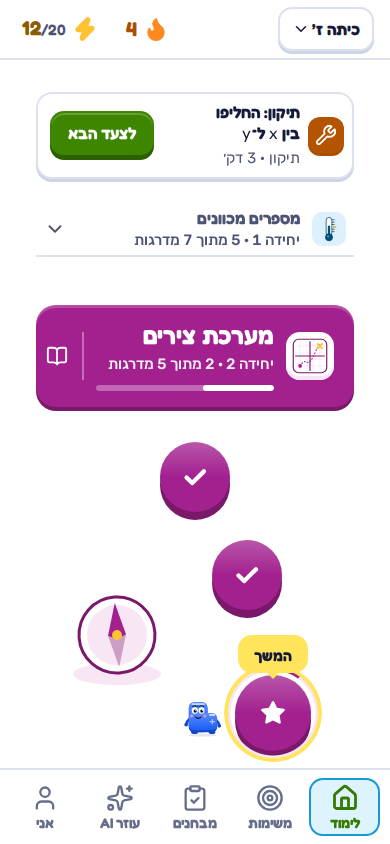 כיתה ז׳
4
12/20
תיקון: החליפו
בין x ל־y
תיקון • 3 דק׳
לצעד הבא
מספרים מכוונים
יחידה 1 • 5 מתוך 7 מדרגות
מערכת צירים
יחידה 2 • 2 מתוך 5 מדרגות
המשך
לימוד
משימות
מבחנים
עוזר AI
אני